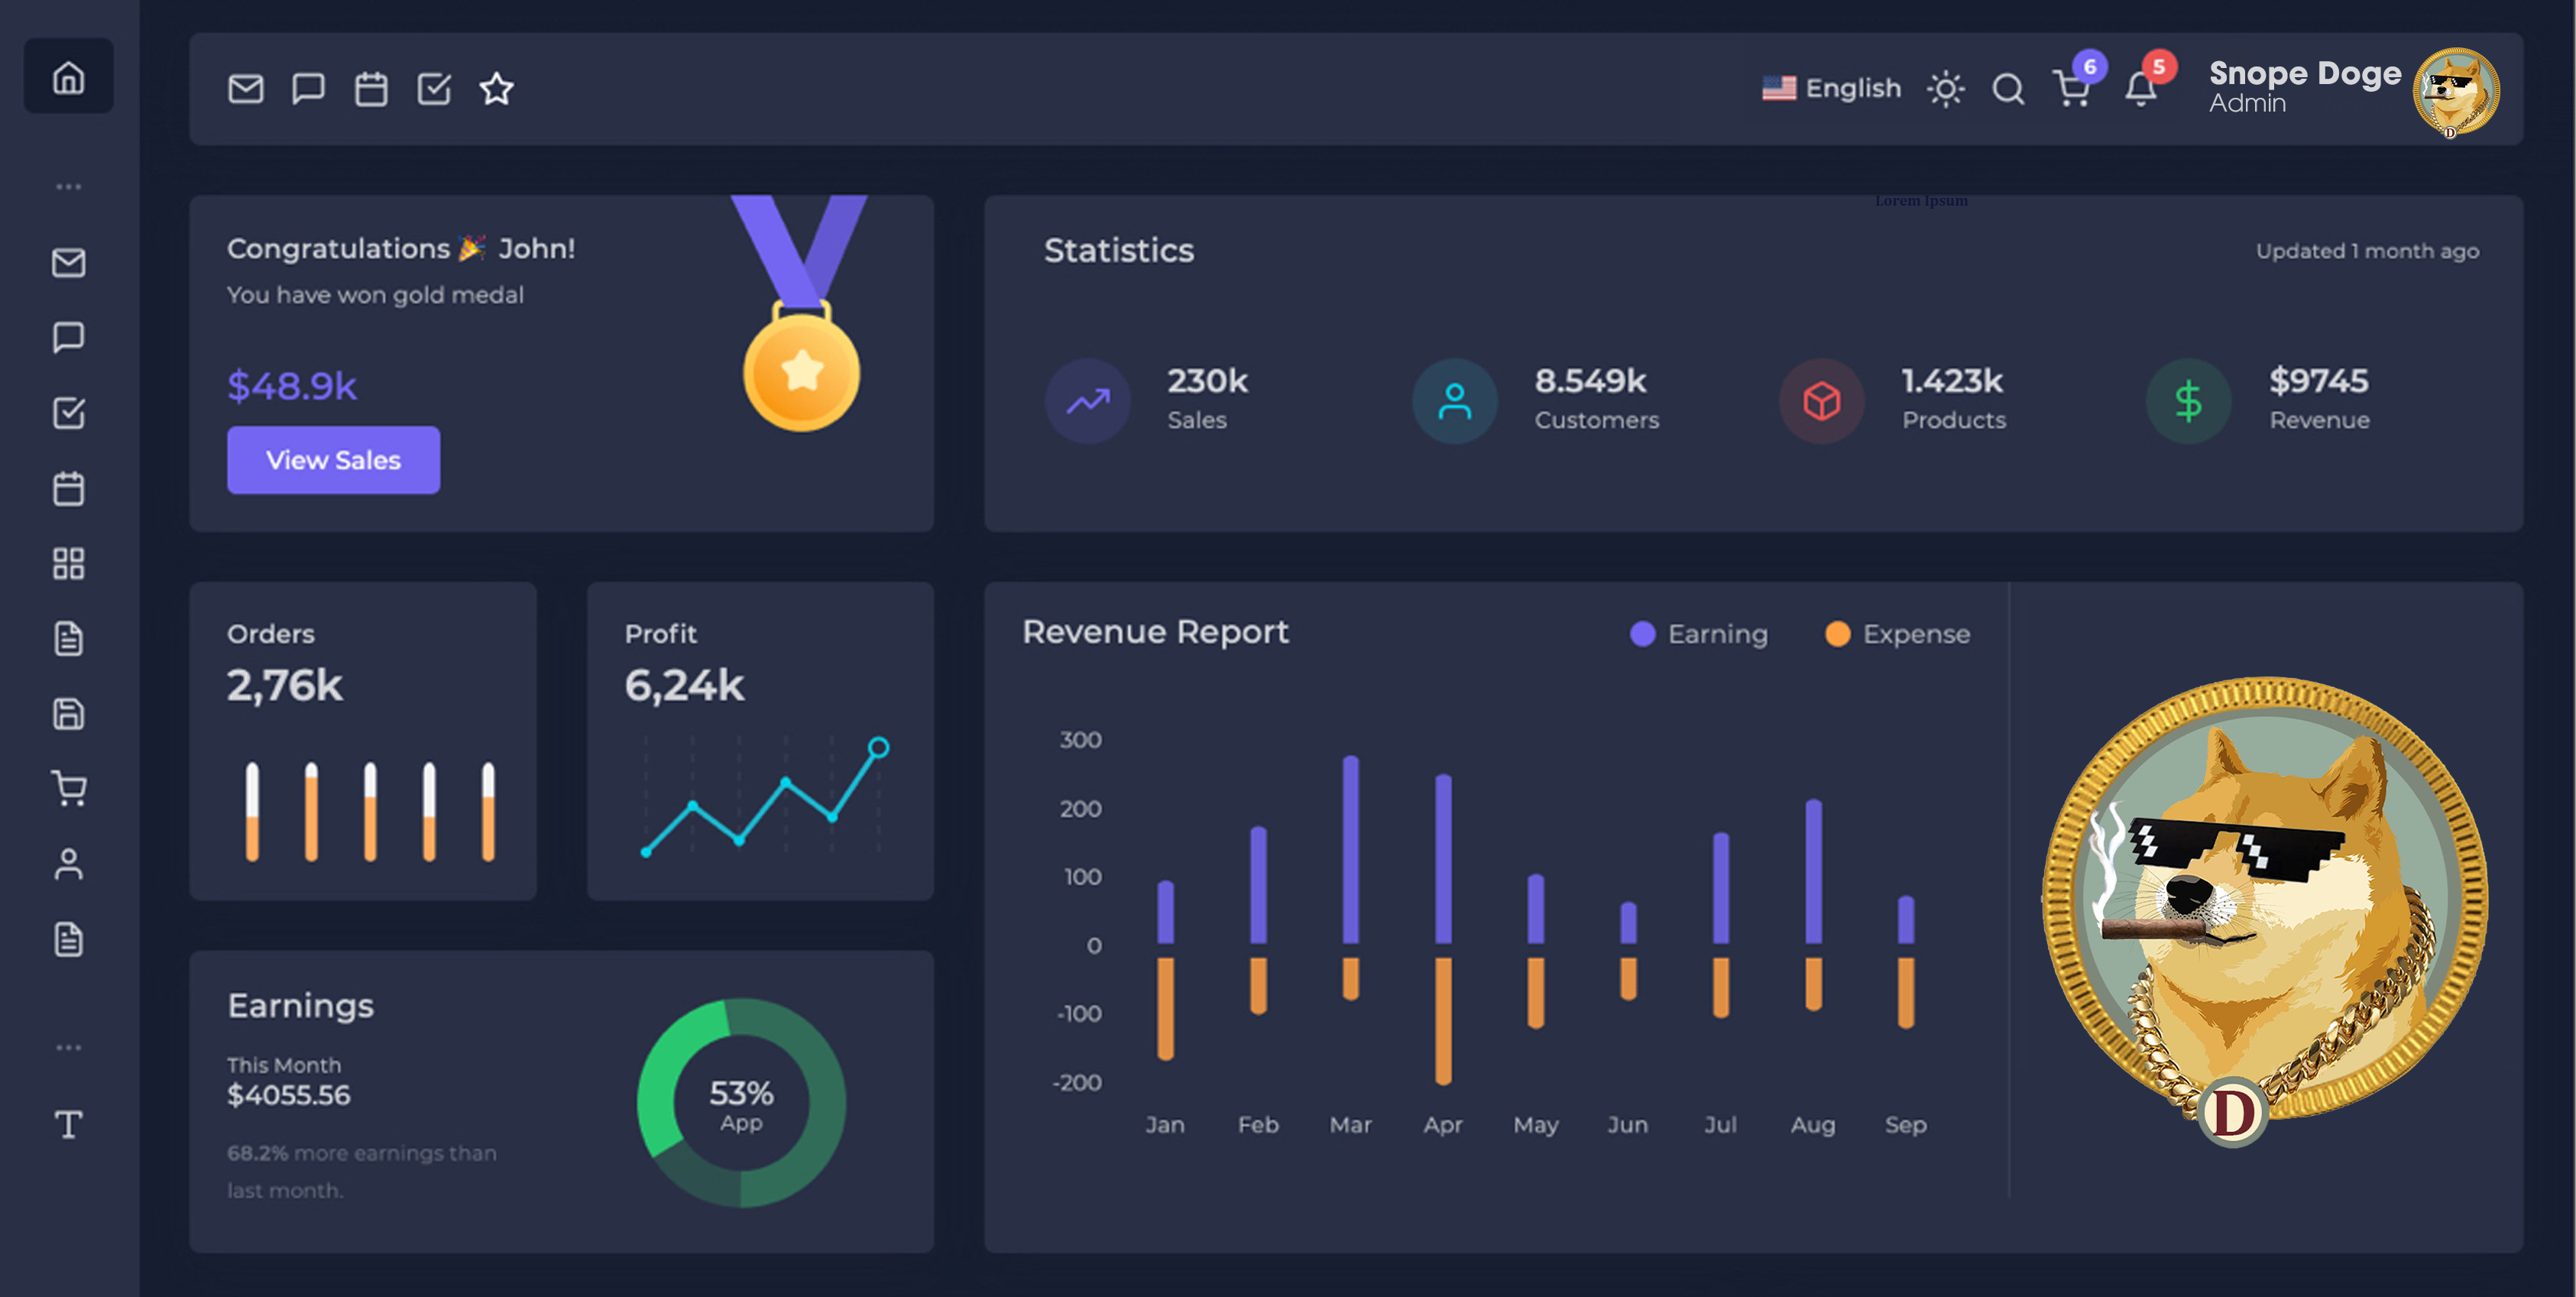 English
6
5
Snope Doge
Admin
Lorem Ipsum
Congratulations 🎉 John!
You have won gold medal
$48.9k
View Sales
Statistics
Updated 1 month ago
230k
Sales
8.549k
Customers
1.423k
Products
$9745
Revenue
Orders
2,76k
Profit
6,24k
Revenue Report
Earning
Expense
300
200
100
0
-100
-200
Jan Feb Mar Apr May Jun Jul Aug Sep
D
Earnings
This Month
$4055.56
68.2% more earnings than
last month.
53%
App